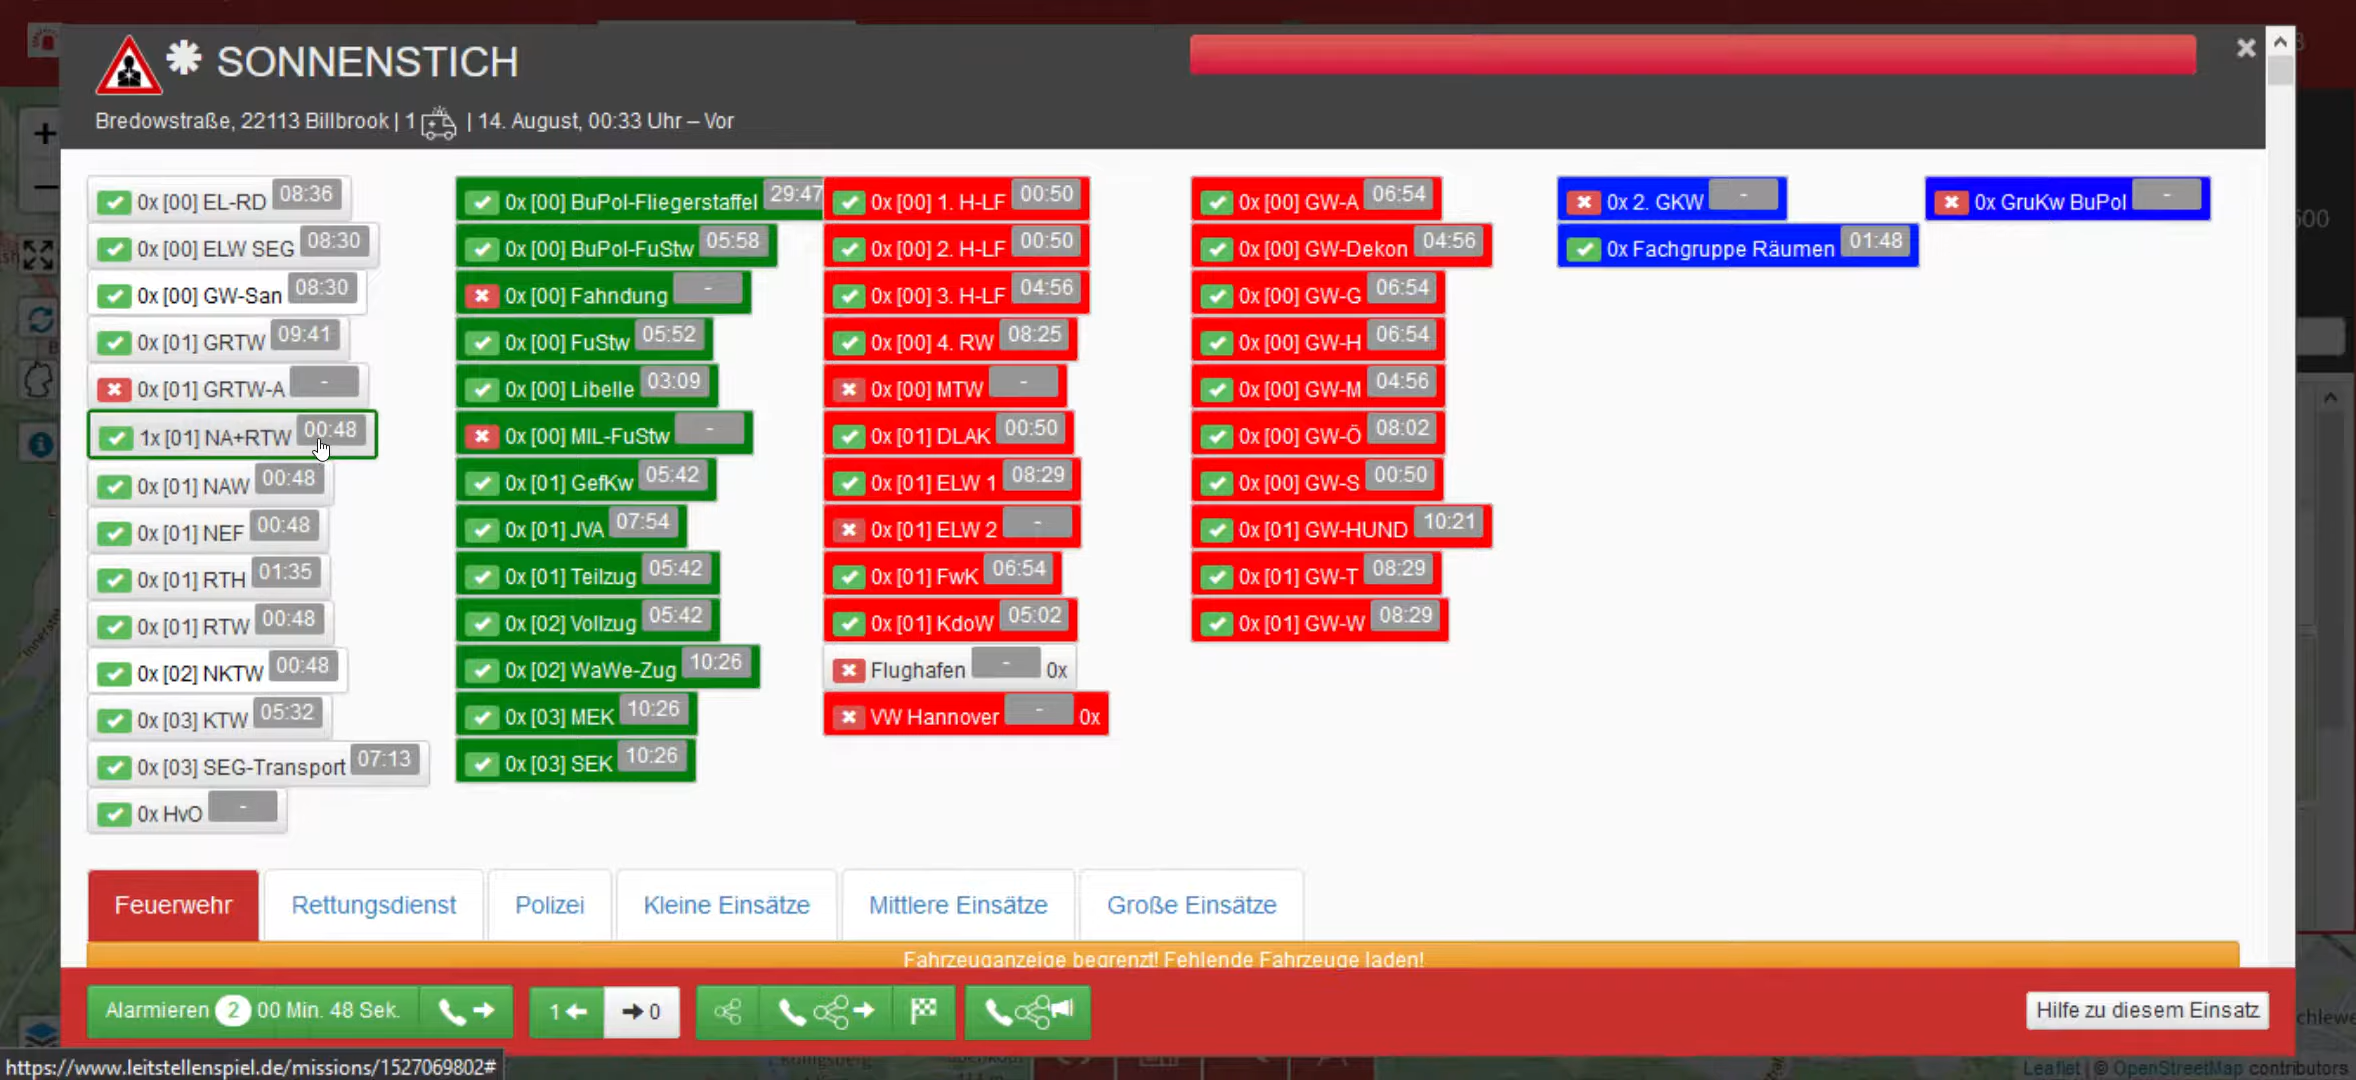 SONNENSTICH
Bredowstraße, 22113 Billbrook | 1 | 14. August, 00:33 Uhr – Vor
0x [00] EL-RD 08:36
0x [00] ELW SEG 08:30
0x [00] GW-San 08:30
0x [01] GRTW 09:41
0x [01] GRTW-A -
1x [01] NA+RTW 00:48
0x [01] NAW 00:48
0x [01] NEF 00:48
0x [01] RTH 01:35
0x [01] RTW 00:48
0x [02] NKTW 00:48
0x [03] KTW 05:32
0x [03] SEG-Transport 07:13
0x HvO -
0x [00] BuPol-Fliegerstaffel 29:47
0x [00] BuPol-FuStw 05:58
0x [00] Fahndung -
0x [00] FuStw 05:52
0x [00] Libelle 03:09
0x [00] MIL-FuStw -
0x [01] GefKw 05:42
0x [01] JVA 07:54
0x [01] Teilzug 05:42
0x [02] Vollzug 05:42
0x [02] WaWe-Zug 10:26
0x [03] MEK 10:26
0x [03] SEK 10:26
0x [00] 1. H-LF 00:50
0x [00] 2. H-LF 00:50
0x [00] 3. H-LF 04:56
0x [00] 4. RW 08:25
0x [00] MTW -
0x [01] DLAK 00:50
0x [01] ELW 1 08:29
0x [01] ELW 2 -
0x [01] FwK 06:54
0x [01] KdoW 05:02
Flughafen - 0x
VW Hannover - 0x
0x [00] GW-A 06:54
0x [00] GW-Dekon 04:56
0x [00] GW-G 06:54
0x [00] GW-H 06:54
0x [00] GW-M 04:56
0x [00] GW-Ö 08:02
0x [00] GW-S 00:50
0x [01] GW-HUND 10:21
0x [01] GW-T 08:29
0x [01] GW-W 08:29
0x 2. GKW -
0x Fachgruppe Räumen 01:48
0x GruKw BuPol -
Feuerwehr Rettungsdienst Polizei Kleine Einsätze Mittlere Einsätze Große Einsätze
Fahrzeuganzeige begrenzt! Fehlende Fahrzeuge laden!
Alarmieren 2 00 Min. 48 Sek. 1 0 Hilfe zu diesem Einsatz
https://www.leitstellenspiel.de/missions/1527069802#
Leaflet | © OpenStreetMap contributors